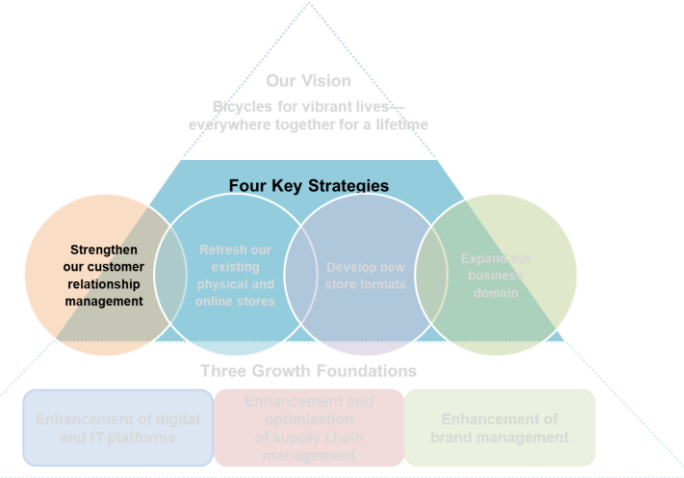 Our Vision
Bicycles for vibrant lives—
everywhere together for a lifetime
Four Key Strategies
Strengthen
our customer
relationship
management
Refresh our
existing
physical and
online stores
Develop new
store formats
Expand our
business
domain
Three Growth Foundations
Enhancement of digital
and IT platforms
Enhancement and
optimization
of supply chain
management
Enhancement of
brand management